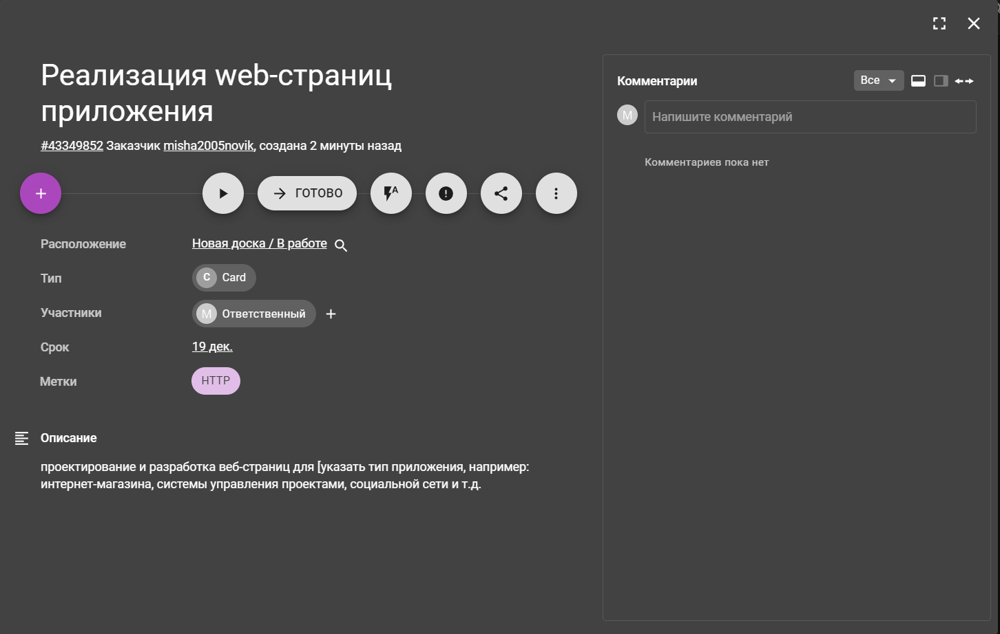 Реализация web-страниц
приложения
#43349852 Заказчик misha2005novik, создана 2 минуты назад
ГОТОВО
A
Расположение
Новая доска / В работе
Тип
C Card
Участники
M Ответственный
Срок
19 дек.
Метки
HTTP
Описание
проектирование и разработка веб-страниц для [указать тип приложения, например:
интернет-магазина, системы управления проектами, социальной сети и т.д.
Комментарии
Все
M
Напишите комментарий
Комментариев пока нет